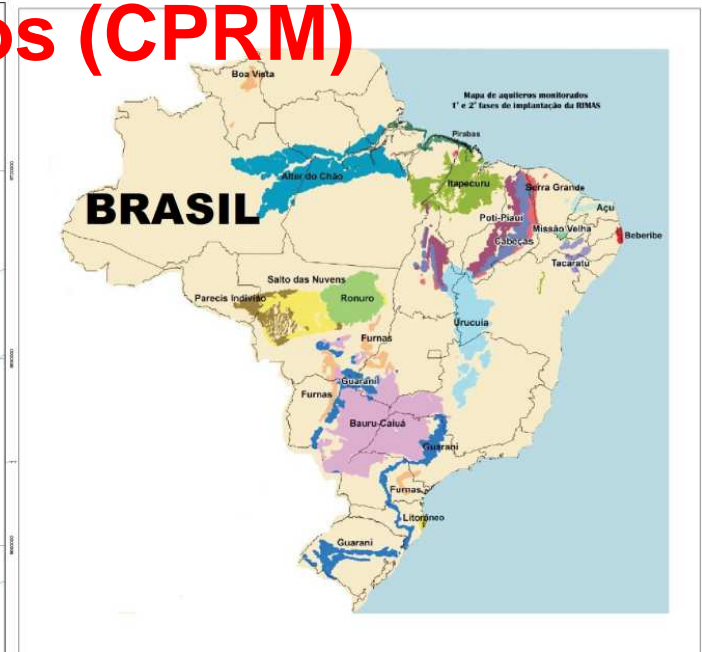 os (CPRM)
Mapa de aquíferos monitorados
1ª e 2ª fases de implantação da RIMAS
Boa Vista
Pirabas
Alter do Chão
Itapecuru
Serra Grande
BRASIL
Açu
Poti-Piauí
Missão Velha
Beberibe
Cabeças
Tacaratu
Salto das Nuvens
Parecis Indiviso
Ronuro
Urucuia
Furnas
Guarani
Furnas
Bauru-Caiuá
Guarani
Furnas
Litorâneo
Guarani